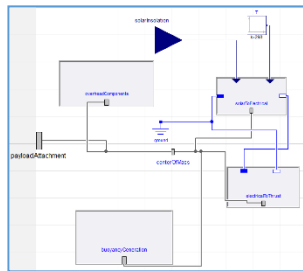 solarInsolation
overheadComponents
solarToElectrical
ground
payloadAttachment
centerOfMass
electricalToThrust
buoyancyGeneration